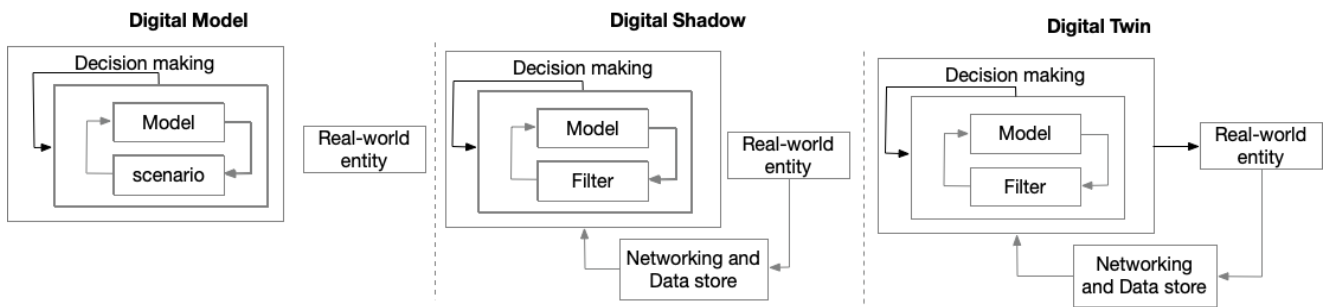 Digital Model
Decision making
Model
scenario
Real-world
entity
Digital Shadow
Decision making
Model
Filter
Real-world
entity
Networking and
Data store
Digital Twin
Decision making
Model
Filter
Real-world
entity
Networking
and Data store